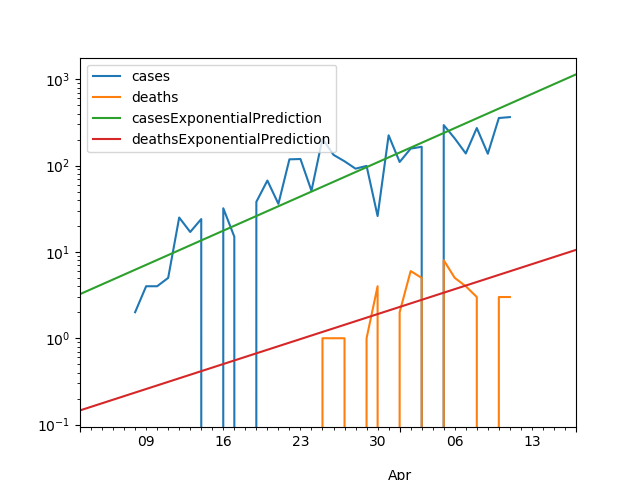 cases
deaths
casesExponentialPrediction
deathsExponentialPrediction
10³
10²
10¹
10⁰
10⁻¹
09 16 23 30 06 13
Apr